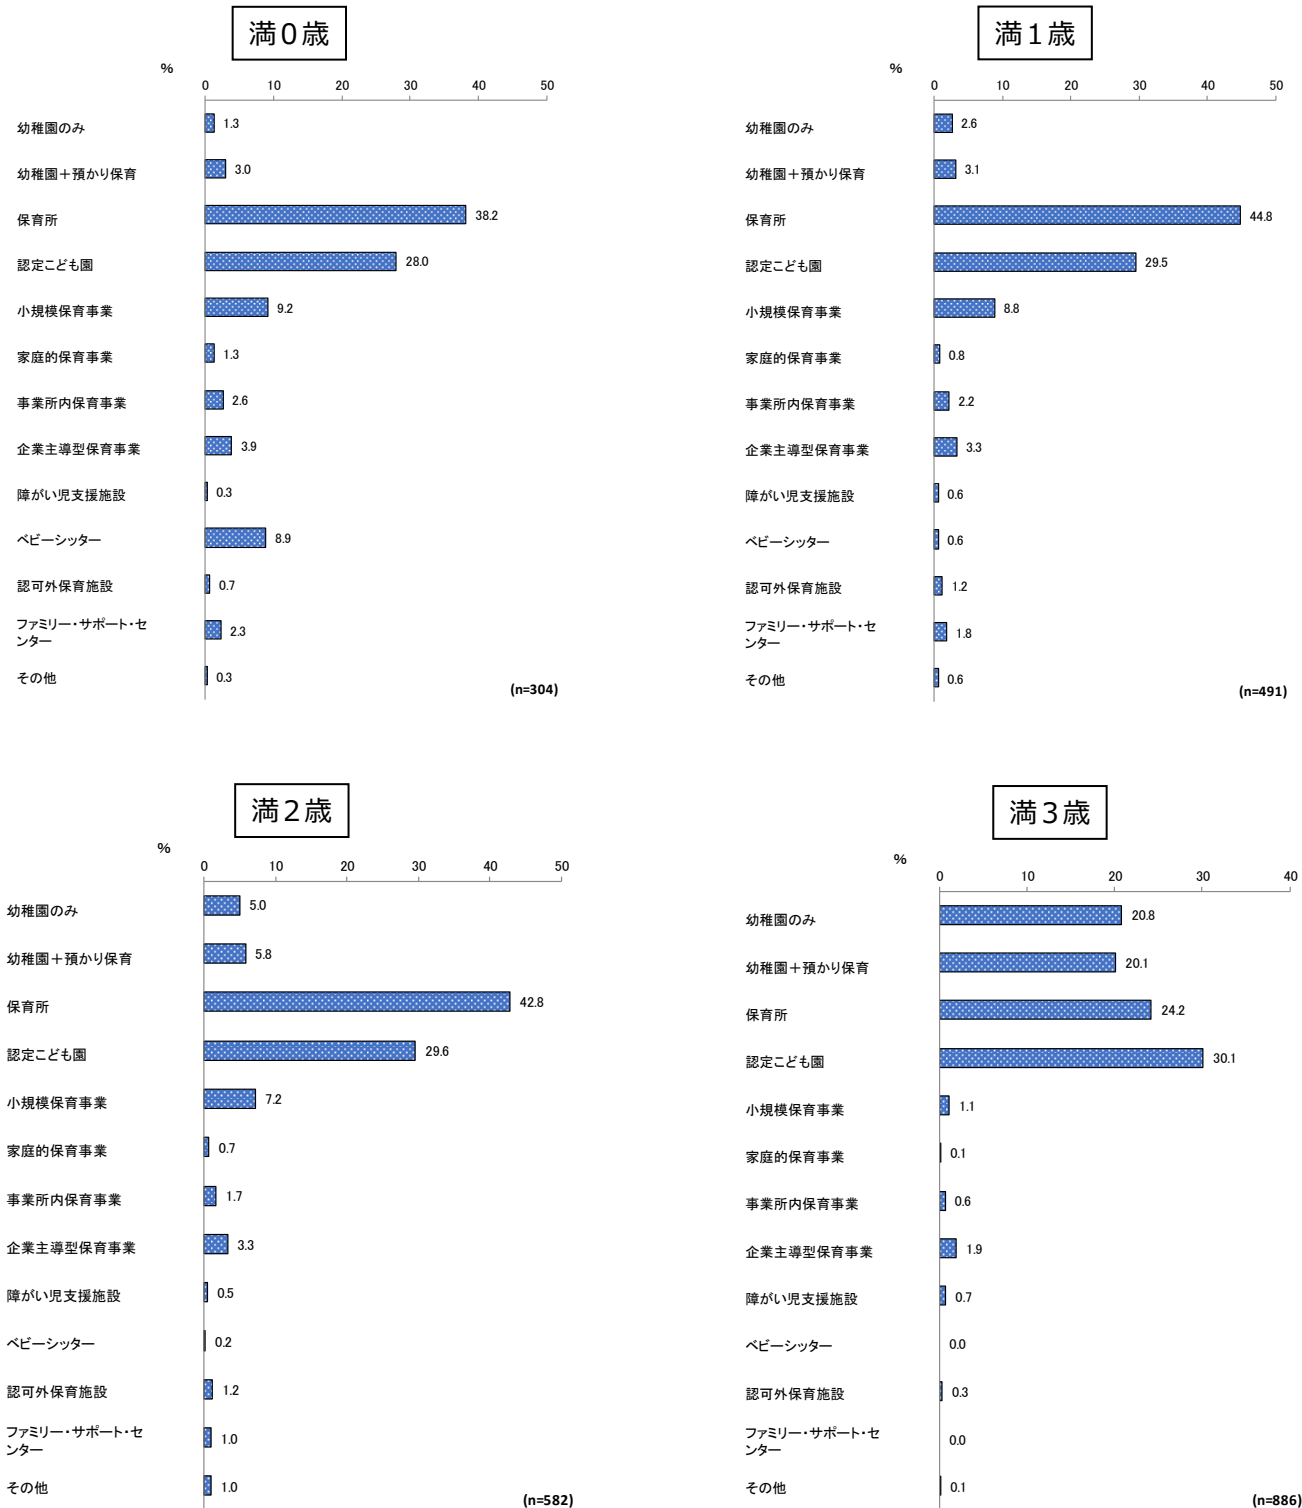 満０歳
%
0 10 20 30 40 50
幼稚園のみ 1.3
幼稚園＋預かり保育 3.0
保育所 38.2
認定こども園 28.0
小規模保育事業 9.2
家庭的保育事業 1.3
事業所内保育事業 2.6
企業主導型保育事業 3.9
障がい児支援施設 0.3
ベビーシッター 8.9
認可外保育施設 0.7
ファミリー・サポート・セ
ンター 2.3
その他 0.3
(n=304)
満１歳
%
0 10 20 30 40 50
幼稚園のみ 2.6
幼稚園＋預かり保育 3.1
保育所 44.8
認定こども園 29.5
小規模保育事業 8.8
家庭的保育事業 0.8
事業所内保育事業 2.2
企業主導型保育事業 3.3
障がい児支援施設 0.6
ベビーシッター 0.6
認可外保育施設 1.2
ファミリー・サポート・セ
ンター 1.8
その他 0.6
(n=491)
満２歳
%
0 10 20 30 40 50
幼稚園のみ 5.0
幼稚園＋預かり保育 5.8
保育所 42.8
認定こども園 29.6
小規模保育事業 7.2
家庭的保育事業 0.7
事業所内保育事業 1.7
企業主導型保育事業 3.3
障がい児支援施設 0.5
ベビーシッター 0.2
認可外保育施設 1.2
ファミリー・サポート・セ
ンター 1.0
その他 1.0
(n=582)
満３歳
%
0 10 20 30 40
幼稚園のみ 20.8
幼稚園＋預かり保育 20.1
保育所 24.2
認定こども園 30.1
小規模保育事業 1.1
家庭的保育事業 0.1
事業所内保育事業 0.6
企業主導型保育事業 1.9
障がい児支援施設 0.7
ベビーシッター 0.0
認可外保育施設 0.3
ファミリー・サポート・セ
ンター 0.0
その他 0.1
(n=886)